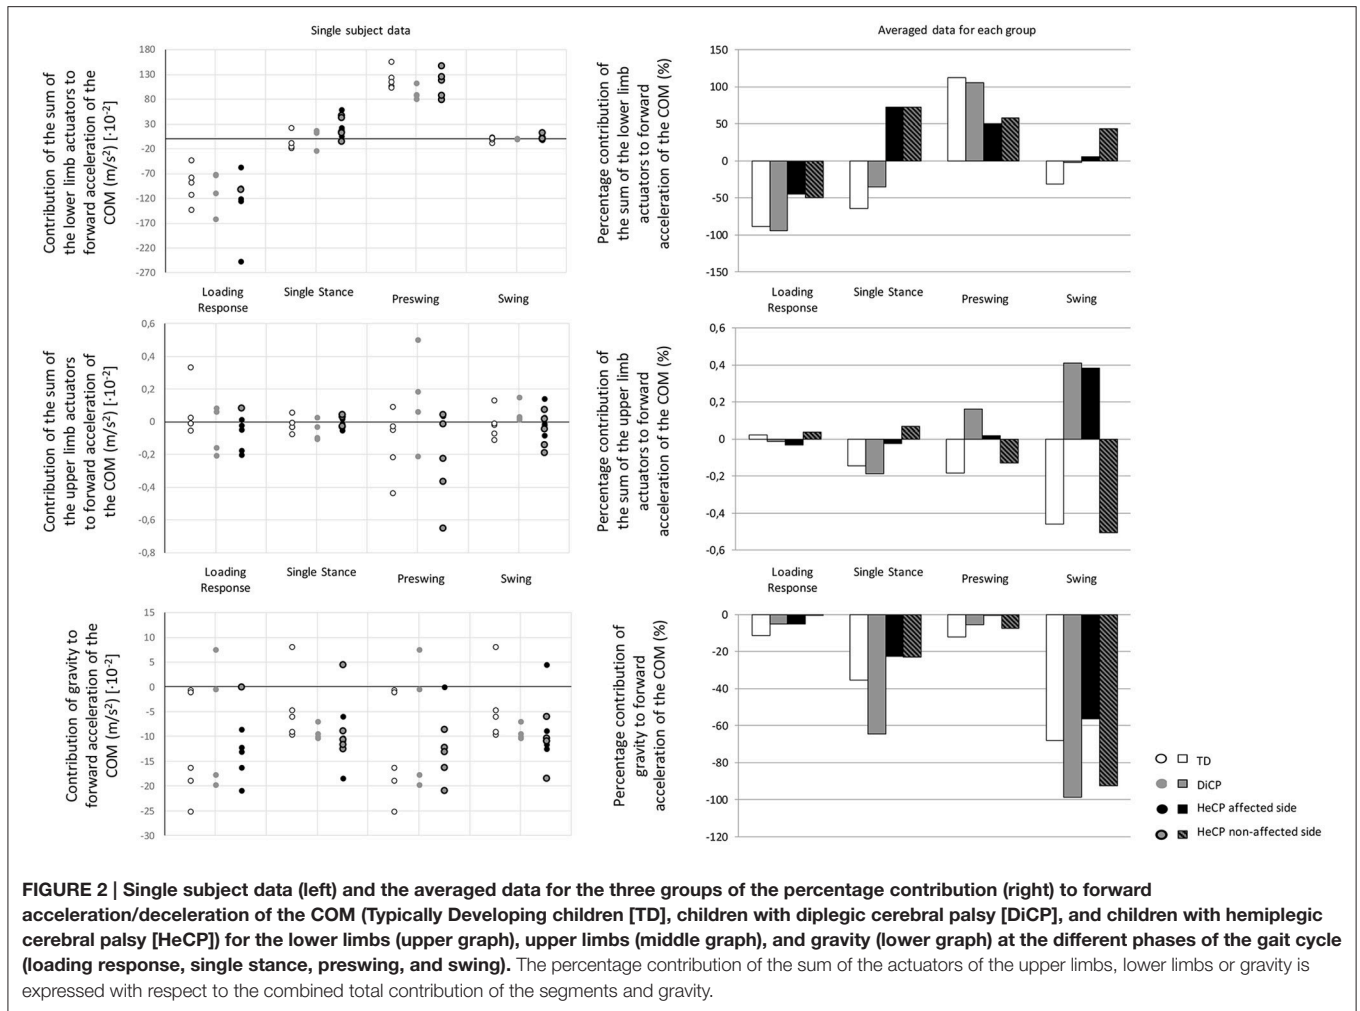 Single subject data
Averaged data for each group
Contribution of the sum of
the lower limb actuators to
forward acceleration of the
COM (m/s²) [·10⁻²]
180
130
80
30
-20
-70
-120
-170
-220
-270
Loading
Response
Single Stance
Preswing
Swing
Percentage contribution of
the sum of the lower limb
actuators to forward
acceleration of the COM (%)
150
100
50
0
-50
-100
-150
Loading
Response
Single Stance
Preswing
Swing
Contribution of the sum of
the upper limb actuators
to forward acceleration of
the COM (m/s²) [·10⁻²]
0,6
0,4
0,2
0
-0,2
-0,4
-0,6
-0,8
Loading
Response
Single Stance
Preswing
Swing
Percentage contribution of
the sum of the upper limb
actuators to forward
acceleration of the COM (%)
0,6
0,4
0,2
0
-0,2
-0,4
-0,6
Loading
Response
Single Stance
Preswing
Swing
Contribution of gravity to
forward acceleration of the
COM (m/s²) [·10⁻²]
15
10
5
0
-5
-10
-15
-20
-25
-30
Percentage contribution of
gravity to forward
acceleration of the COM (%)
0
-20
-40
-60
-80
-100
-120
TD
DiCP
HeCP affected side
HeCP non-affected side
FIGURE 2 | Single subject data (left) and the averaged data for the three groups of the percentage contribution (right) to forward
acceleration/deceleration of the COM (Typically Developing children [TD], children with diplegic cerebral palsy [DiCP], and children with hemiplegic
cerebral palsy [HeCP]) for the lower limbs (upper graph), upper limbs (middle graph), and gravity (lower graph) at the different phases of the gait cycle
(loading response, single stance, preswing, and swing). The percentage contribution of the sum of the actuators of the upper limbs, lower limbs or gravity is
expressed with respect to the combined total contribution of the segments and gravity.